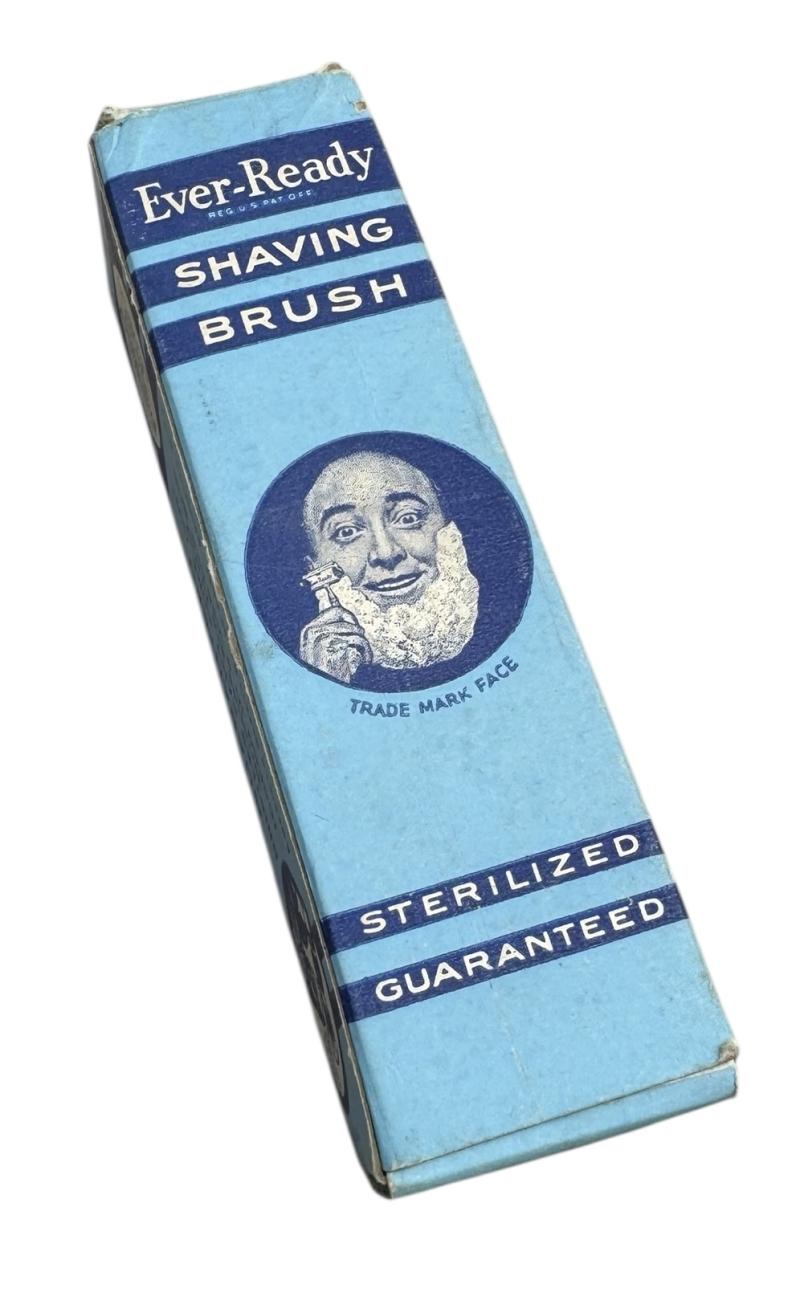 Ever-Ready
REG. U.S. PAT. OFF.
SHAVING
BRUSH
TRADE MARK FACE
STERILIZED
GUARANTEED